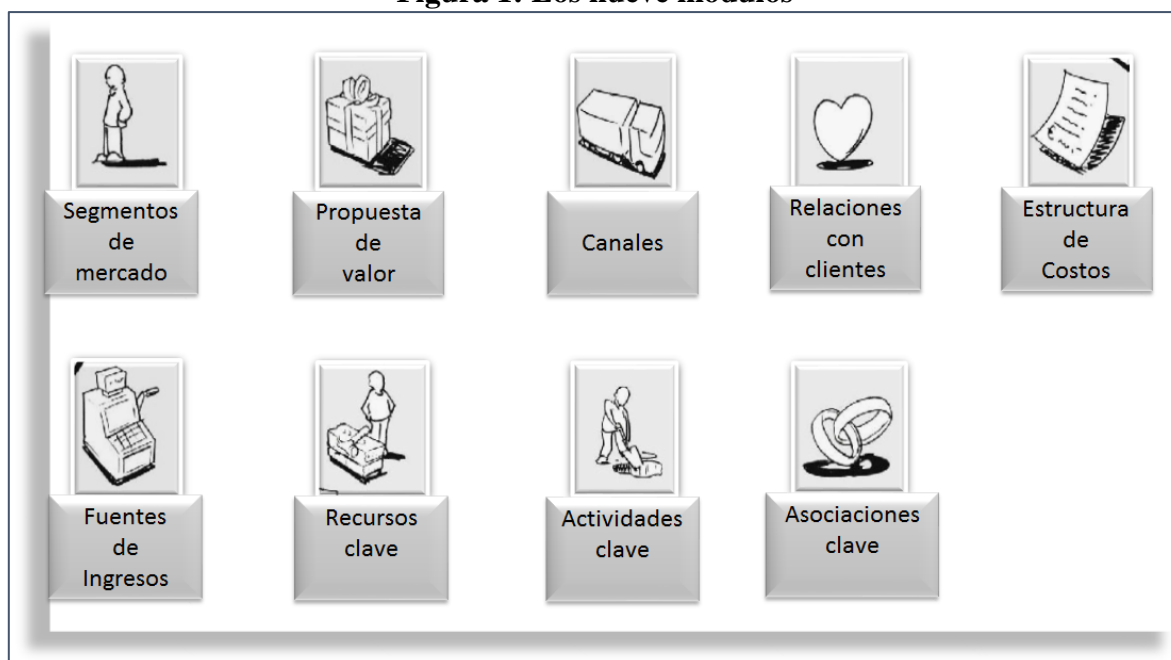 Figura 1. Los nueve módulos
Segmentos
de
mercado
Propuesta
de
valor
Canales
Relaciones
con
clientes
Estructura
de
Costos
Fuentes
de
Ingresos
Recursos
clave
Actividades
clave
Asociaciones
clave